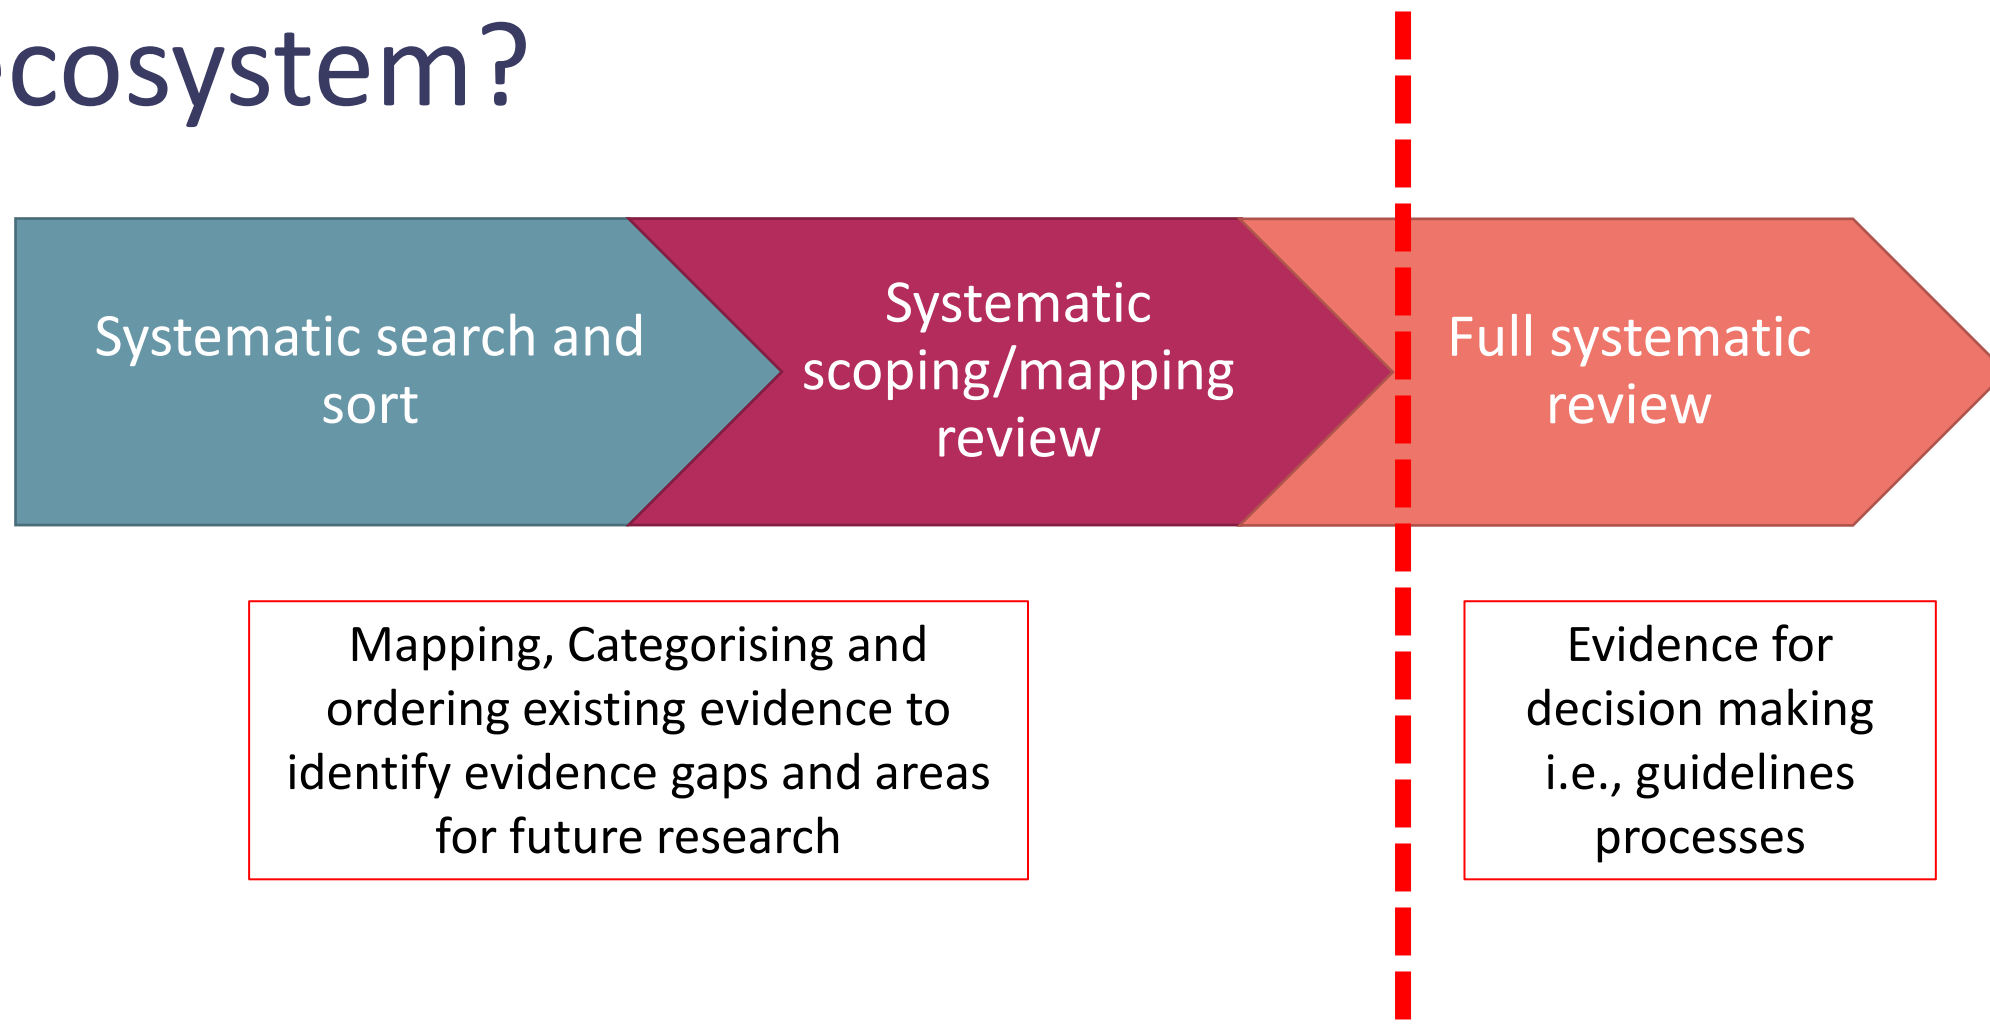 ecosystem?
Systematic search and
sort
Systematic
scoping/mapping
review
Full systematic
review
Mapping, Categorising and
ordering existing evidence to
identify evidence gaps and areas
for future research
Evidence for
decision making
i.e., guidelines
processes